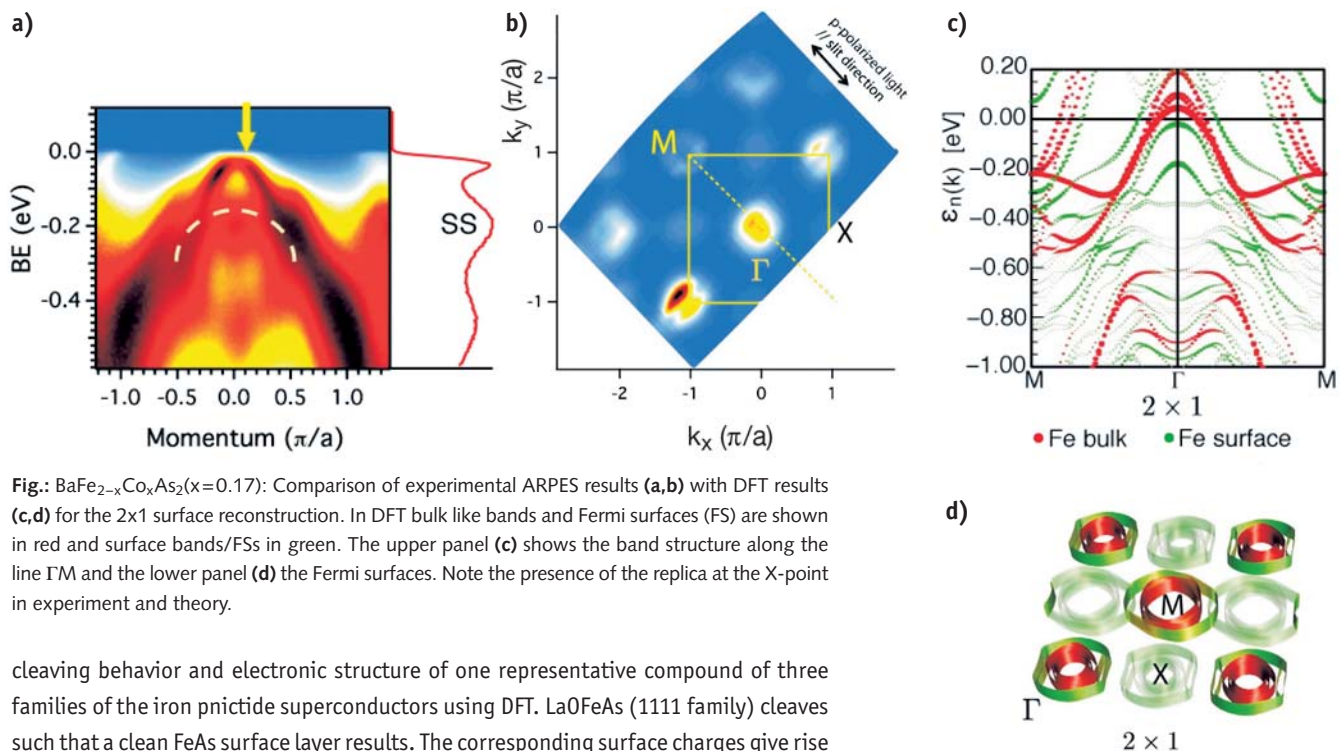 a)
0.0
-0.2
-0.4
BE (eV)
SS
-1.0 -0.5 0.0 0.5 1.0
Momentum (π/a)
b)
p-polarized light
// slit direction
2
1
0
-1
k_y (π/a)
M
X
Γ
-2 -1 0 1
k_x (π/a)
c)
0.20
0.00
-0.20
-0.40
-0.60
-0.80
-1.00
ε_n(k) [eV]
M Γ M
2 × 1
• Fe bulk • Fe surface
Fig.: BaFe₂₋ₓCoₓAs₂(x=0.17): Comparison of experimental ARPES results (a,b) with DFT results
(c,d) for the 2x1 surface reconstruction. In DFT bulk like bands and Fermi surfaces (FS) are shown
in red and surface bands/FSs in green. The upper panel (c) shows the band structure along the
line ΓM and the lower panel (d) the Fermi surfaces. Note the presence of the replica at the X-point
in experiment and theory.
d)
M
X
Γ
2 × 1
cleaving behavior and electronic structure of one representative compound of three
families of the iron pnictide superconductors using DFT. LaOFeAs (1111 family) cleaves
such that a clean FeAs surface layer results. The corresponding surface charges give rise